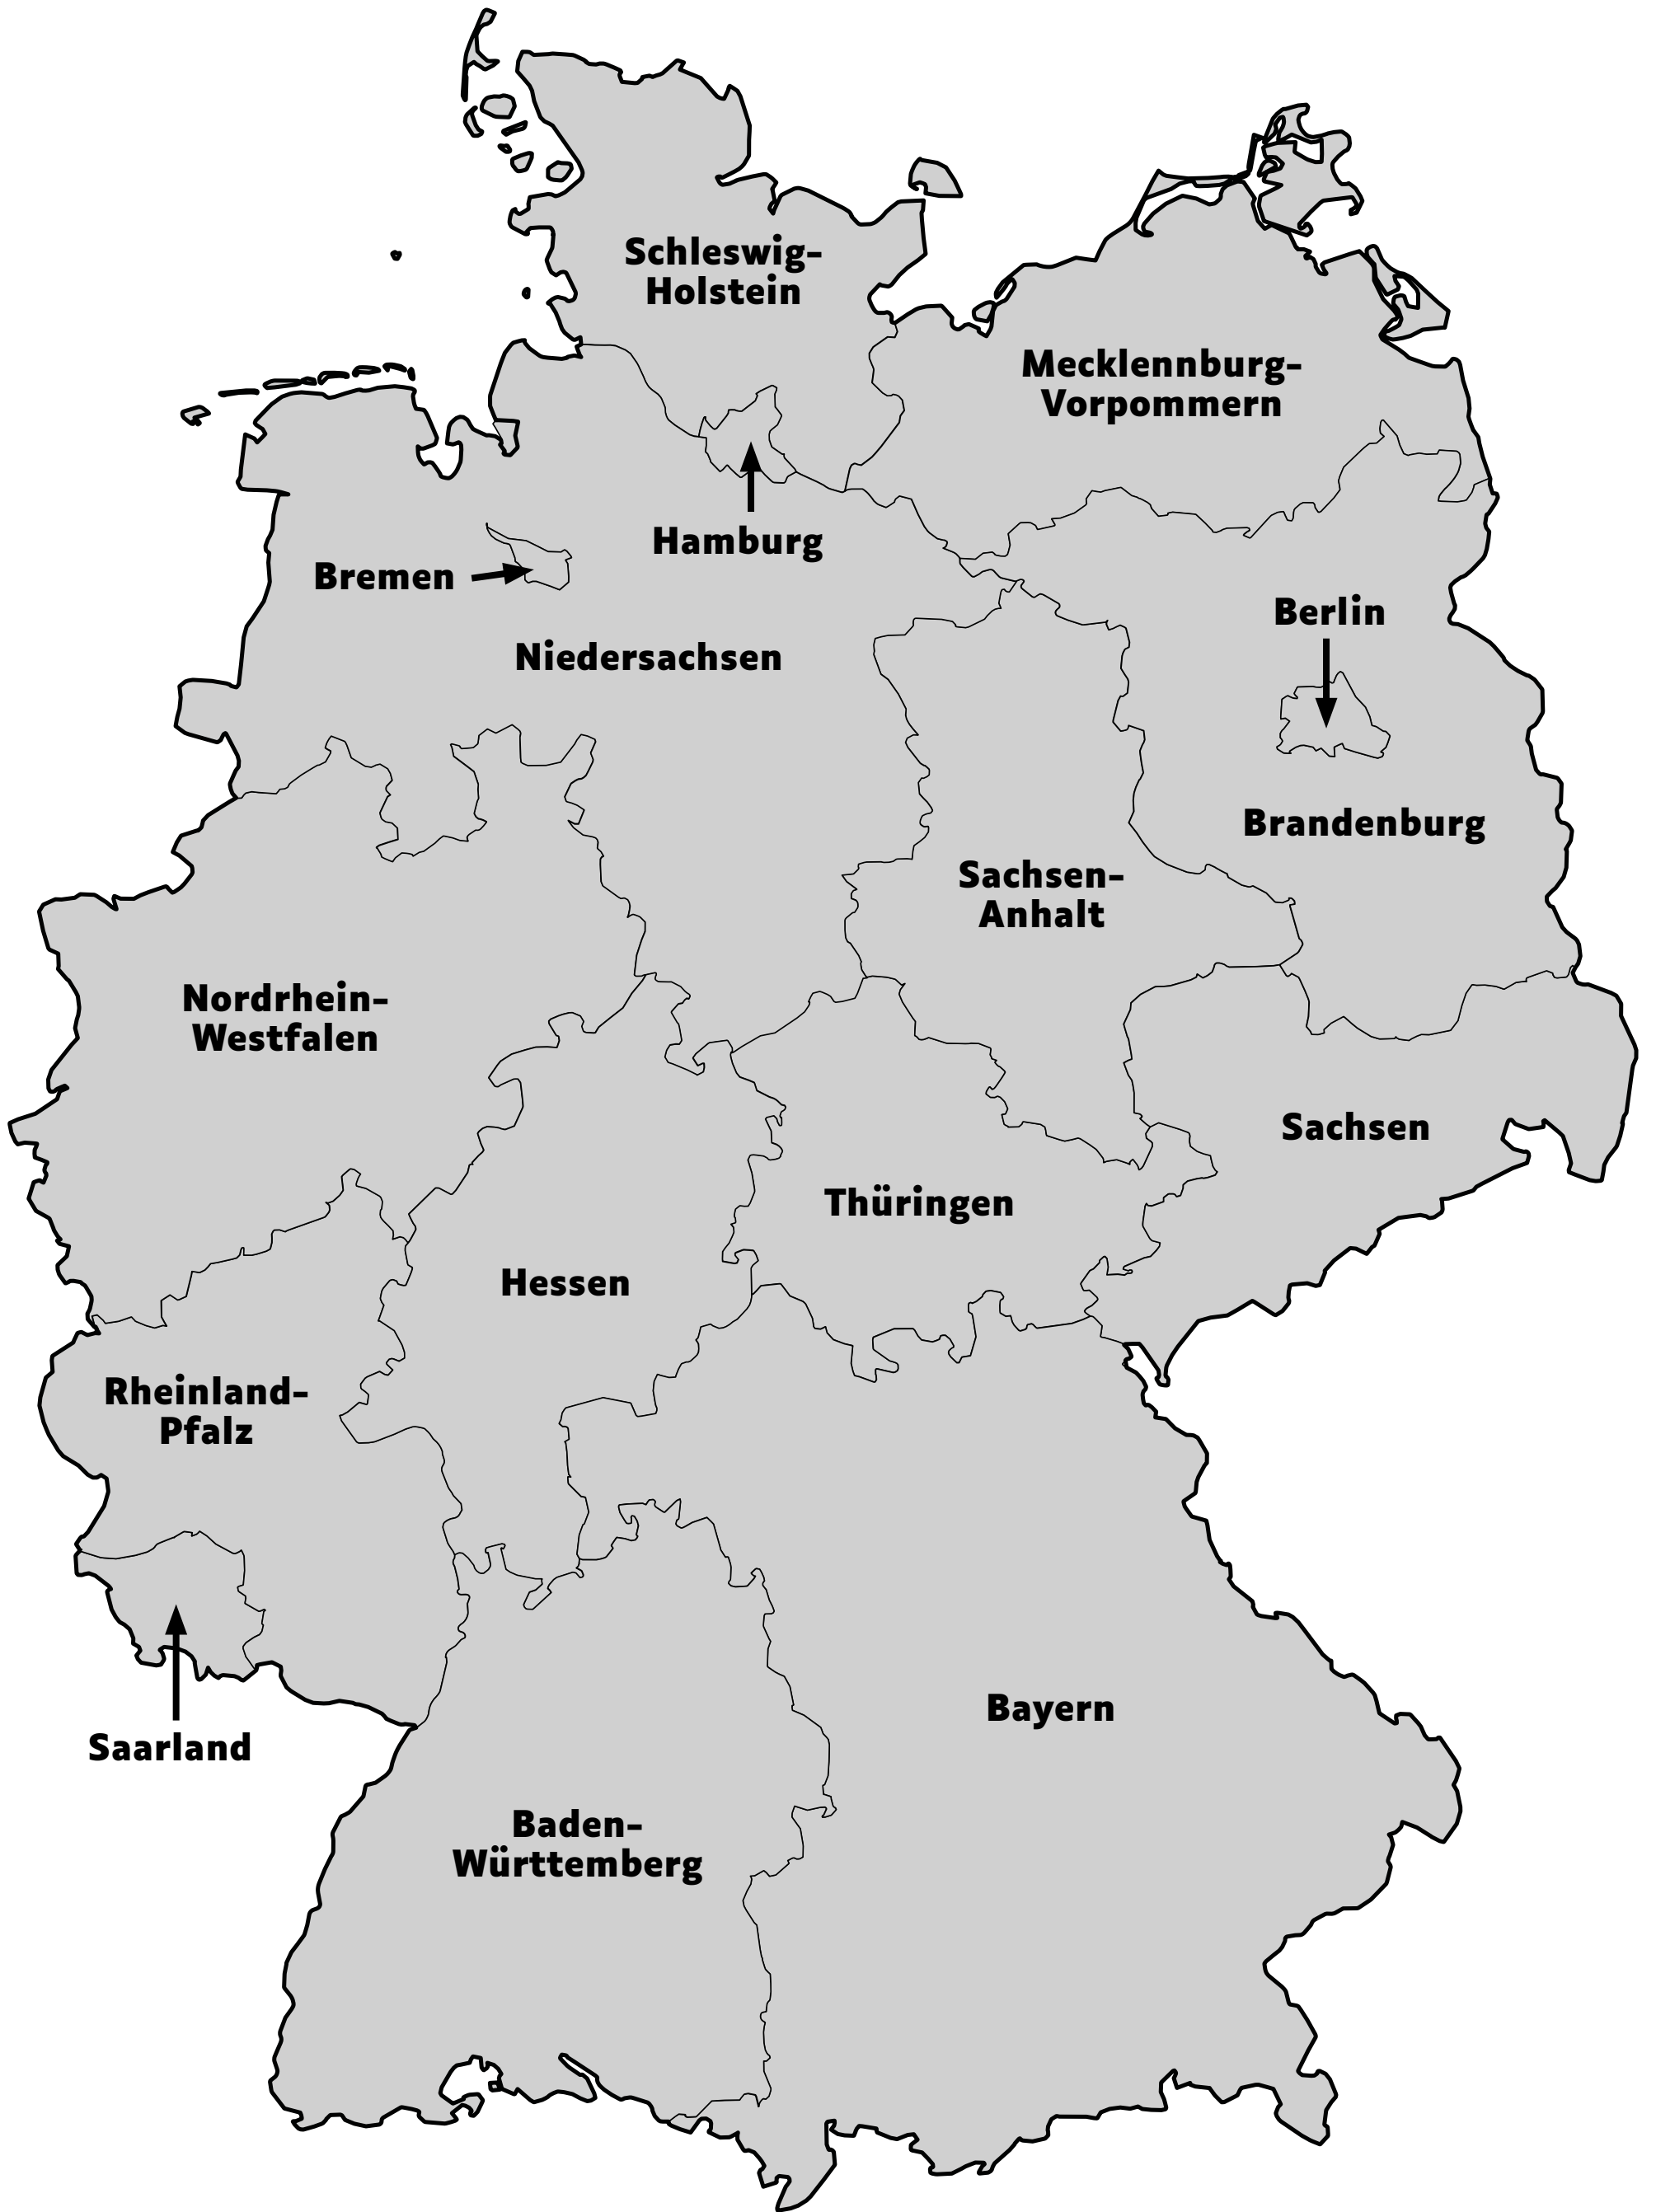 Schleswig-
Holstein
Mecklennburg-
Vorpommern
Hamburg
Bremen
Berlin
Niedersachsen
Brandenburg
Sachsen-
Anhalt
Nordrhein-
Westfalen
Sachsen
Thüringen
Hessen
Rheinland-
Pfalz
Bayern
Saarland
Baden-
Württemberg